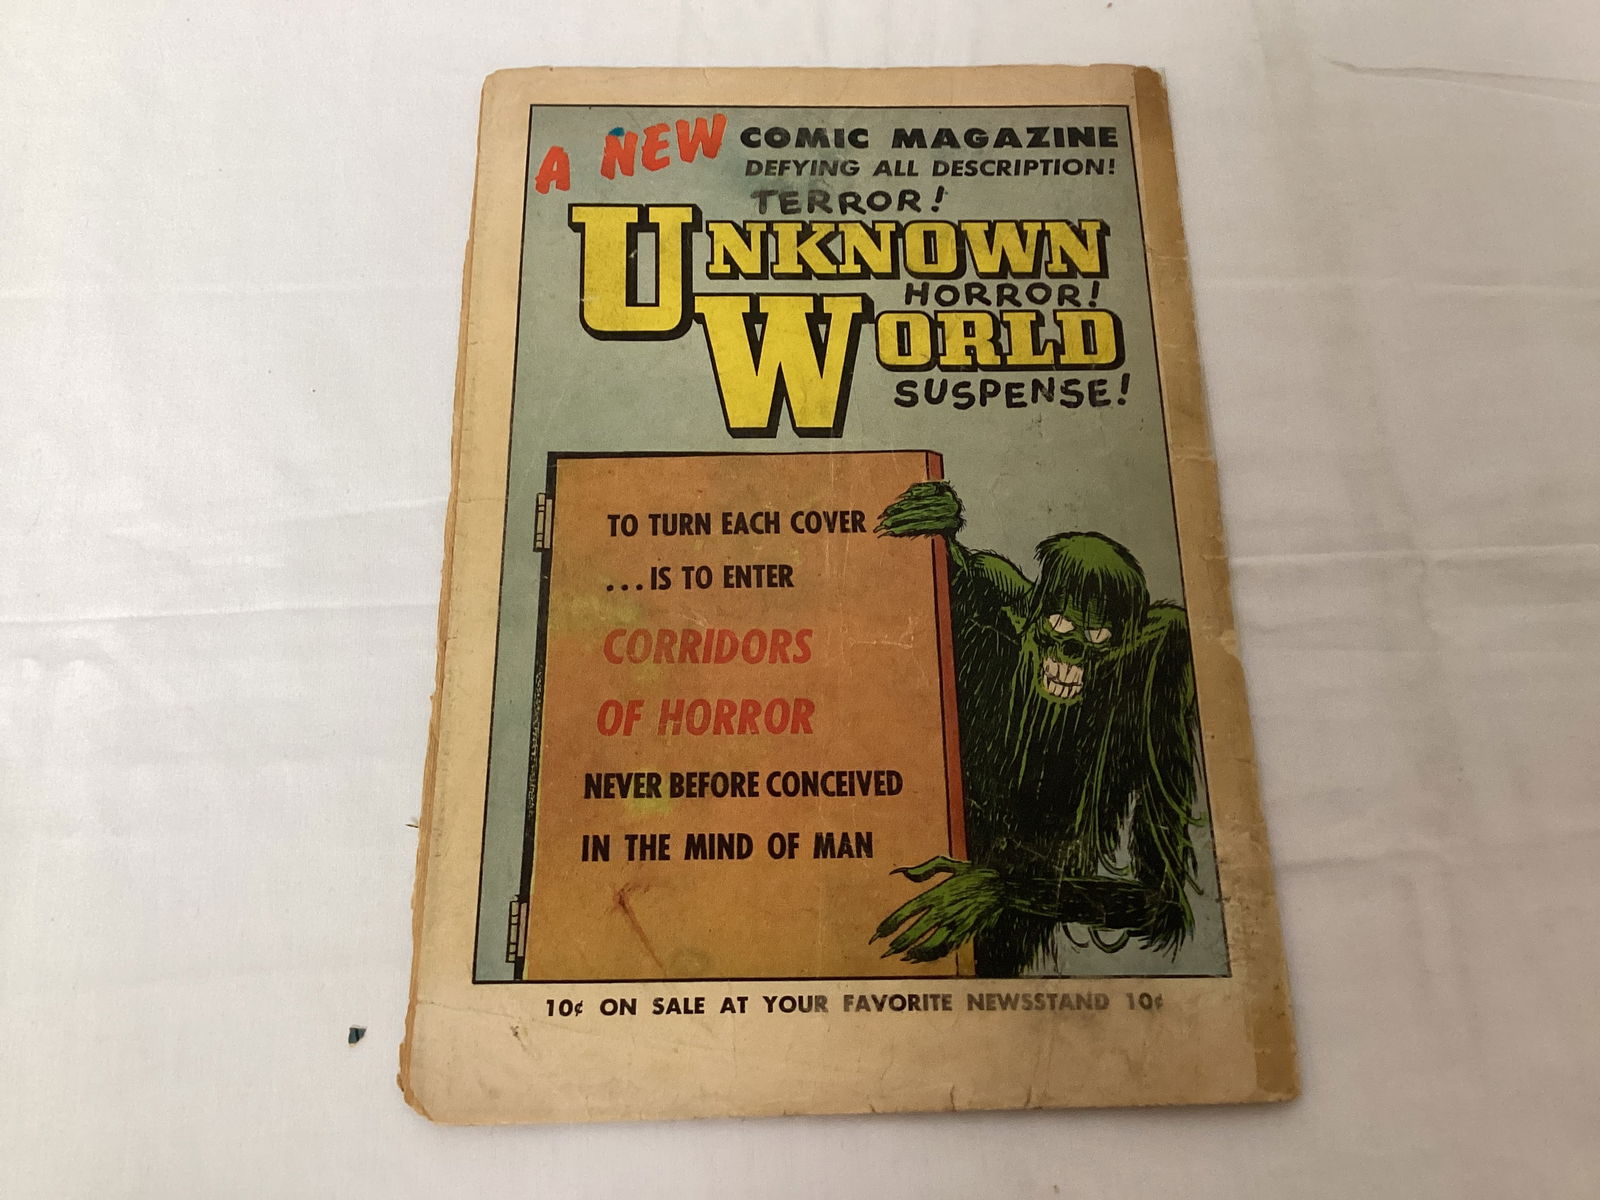 A NEW COMIC MAGAZINE
DEFYING ALL DESCRIPTION!
TERROR!
UNKNOWN
HORROR!
WORLD
SUSPENSE!
TO TURN EACH COVER
...IS TO ENTER
CORRIDORS
OF HORROR
NEVER BEFORE CONCEIVED
IN THE MIND OF MAN
10¢ ON SALE AT YOUR FAVORITE NEWSSTAND 10¢